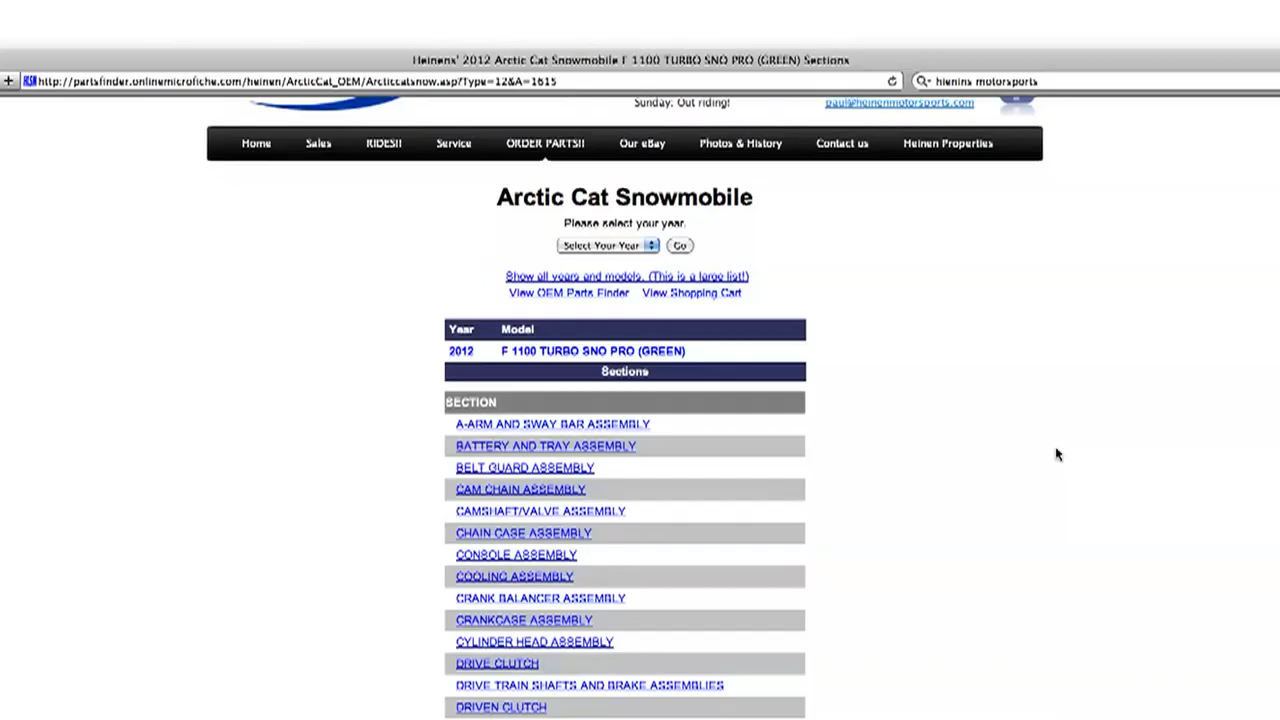 Heinens' 2012 Arctic Cat Snowmobile F 1100 TURBO SNO PRO (GREEN) Sections
+ http://partsfinder.onlinemicrofiche.com/heinen/ArcticCat_OEM/Arcticcatsnow.asp?Type=12&A=1615 hienins motorsports
Sunday: Out riding! paul@heinenmotorsports.com
Home Sales RIDES!! Service ORDER PARTS!! Our eBay Photos & History Contact us Heinen Properties
Arctic Cat Snowmobile
Please select your year.
Select Your Year Go
Show all years and models. (This is a large list!)
View OEM Parts Finder View Shopping Cart
Year Model
2012 F 1100 TURBO SNO PRO (GREEN)
Sections
SECTION
A-ARM AND SWAY BAR ASSEMBLY
BATTERY AND TRAY ASSEMBLY
BELT GUARD ASSEMBLY
CAM CHAIN ASSEMBLY
CAMSHAFT/VALVE ASSEMBLY
CHAIN CASE ASSEMBLY
CONSOLE ASSEMBLY
COOLING ASSEMBLY
CRANK BALANCER ASSEMBLY
CRANKCASE ASSEMBLY
CYLINDER HEAD ASSEMBLY
DRIVE CLUTCH
DRIVE TRAIN SHAFTS AND BRAKE ASSEMBLIES
DRIVEN CLUTCH